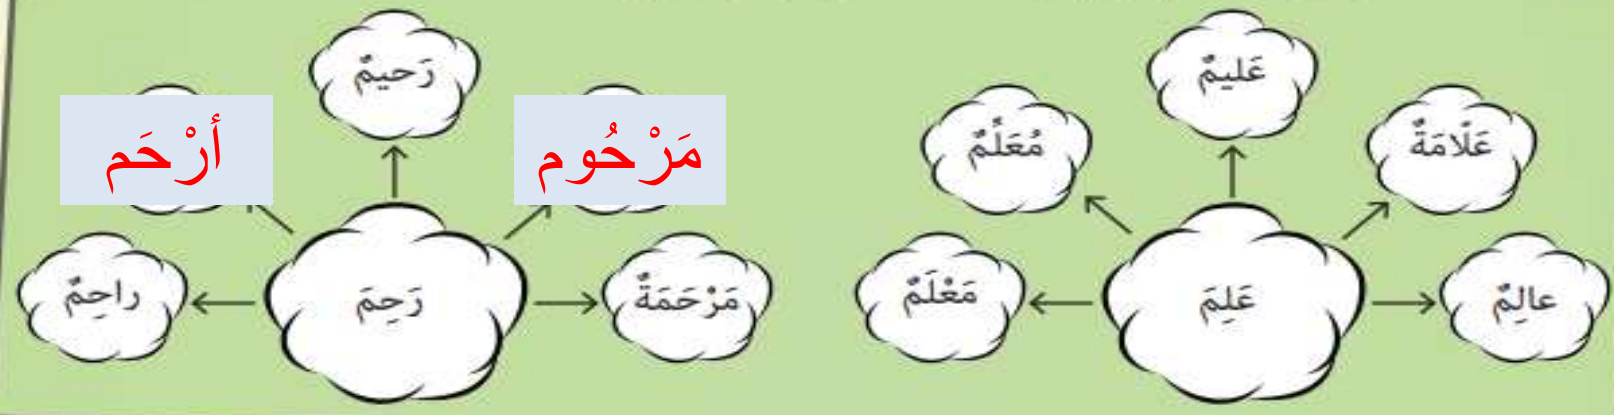 عَليمٌ
رَحيمٌ
عَلّامَةٌ
مُعَلِّمٌ
مَرْحُوم
أرْحَم
عالِمٌ
عَلِمَ
مَعْلَمٌ
مَرْحَمَةٌ
رَحِمَ
راحِمٌ